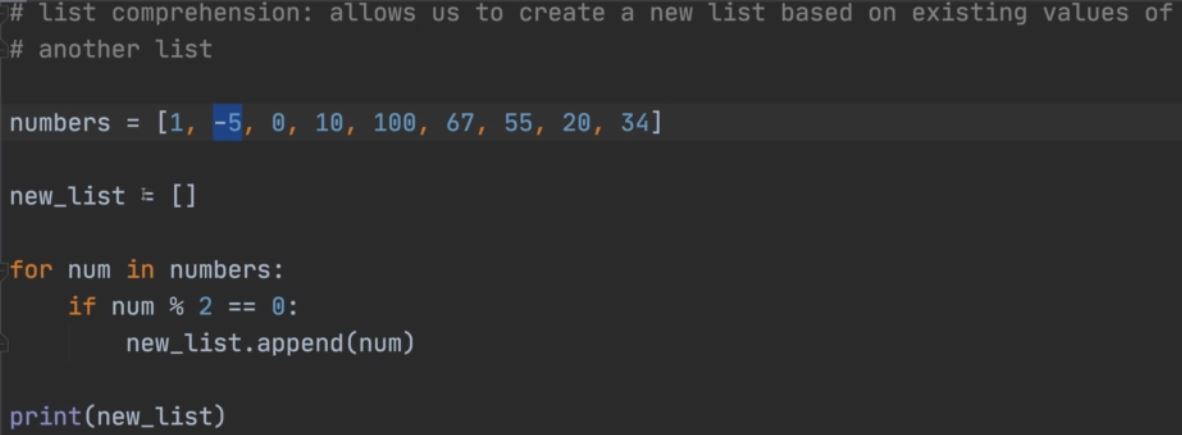 # list comprehension: allows us to create a new list based on existing values of
# another list
numbers = [1, -5, 0, 10, 100, 67, 55, 20, 34]
new_list = []
for num in numbers:
    if num % 2 == 0:
        new_list.append(num)
print(new_list)